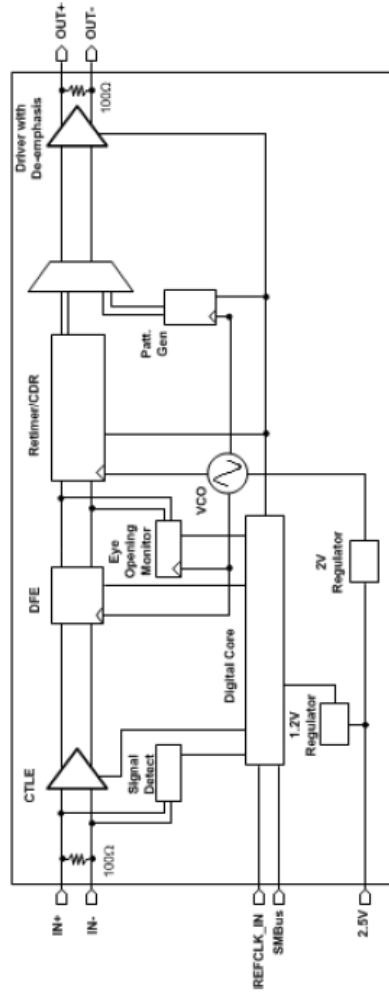 IN+
IN-
100Ω
CTLE
Signal
Detect
DFE
Eye
Opening
Monitor
Retimer/CDR
VCO
Patt.
Gen
Driver with
De-emphasis
100Ω
OUT+
OUT-
REFCLK_IN
SMBus
Digital Core
1.2V
Regulator
2V
Regulator
2.5V